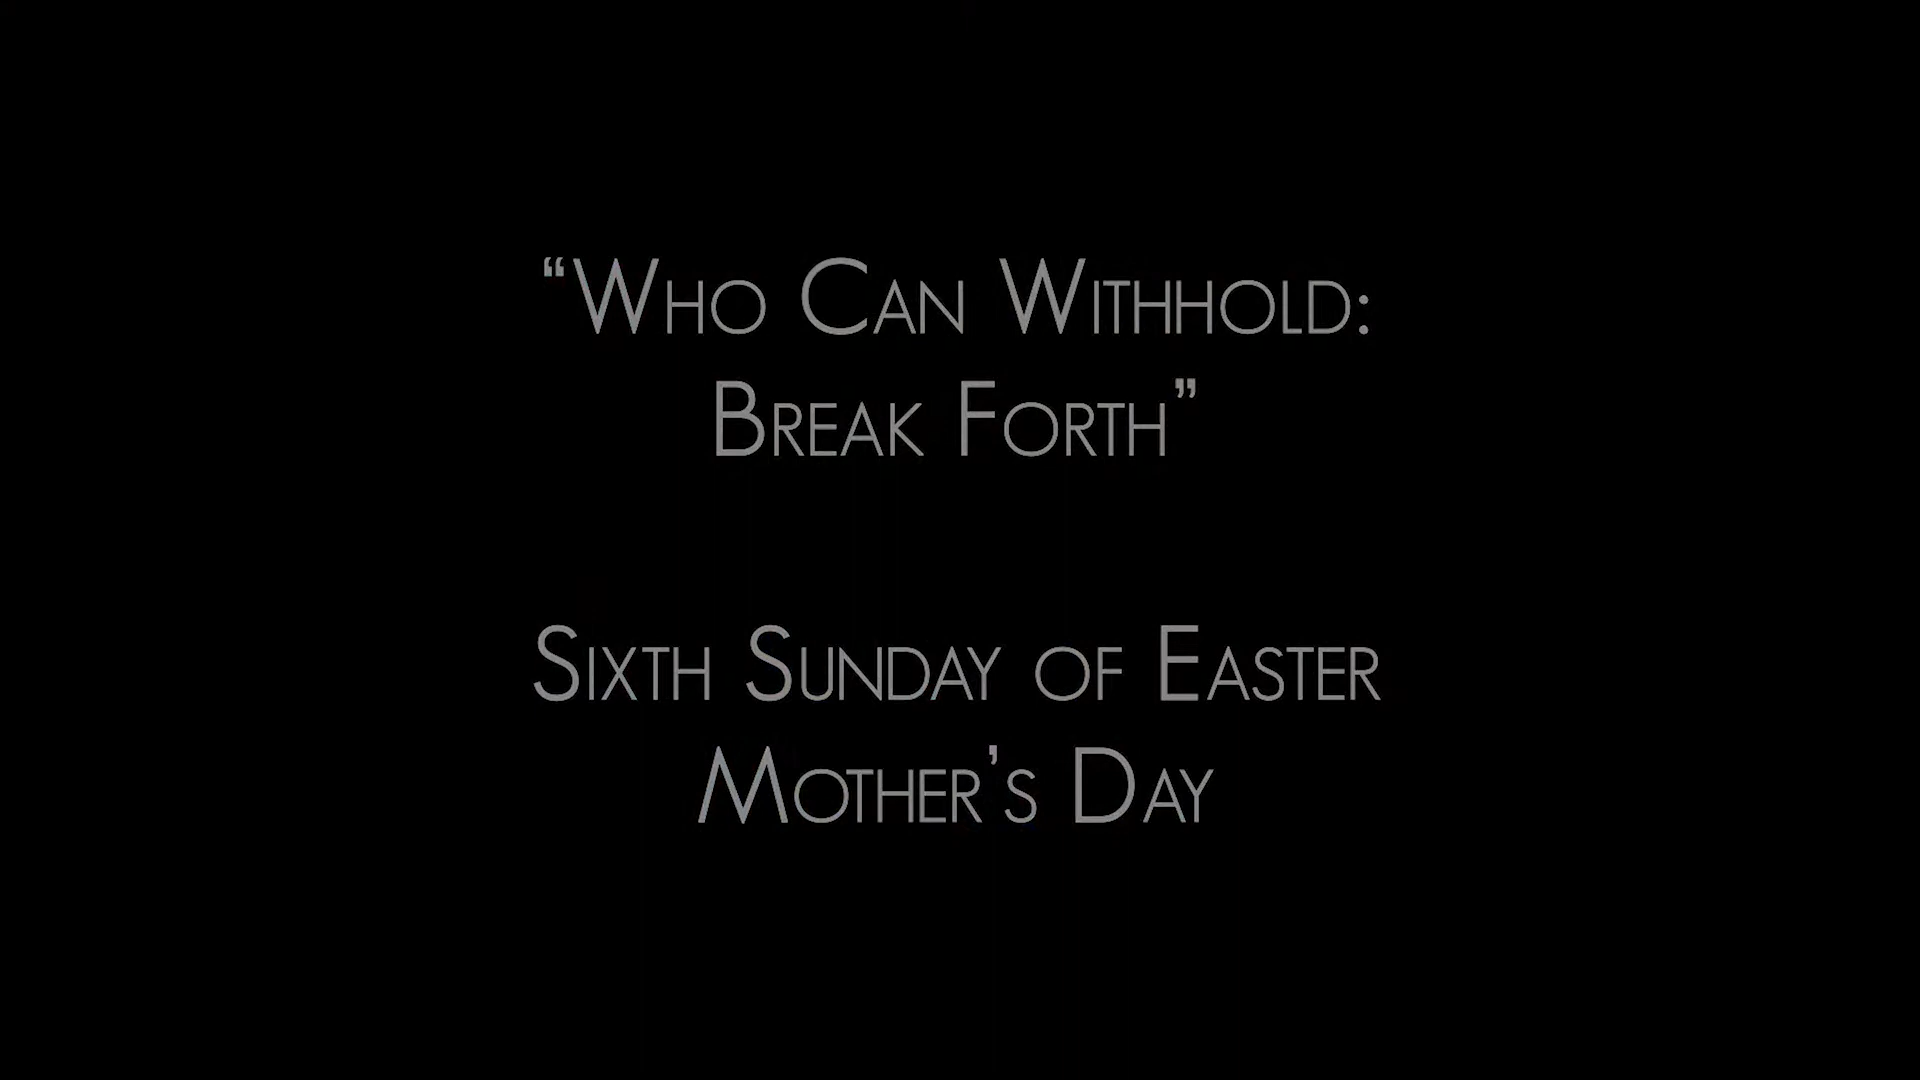 “Who Can Withhold:
Break Forth”
Sixth Sunday of Easter
Mother’s Day